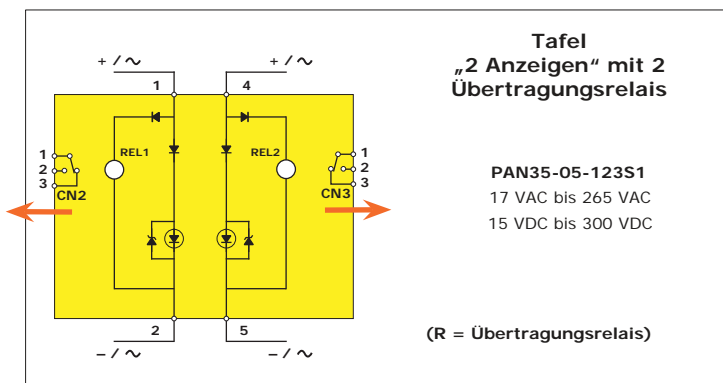 Tafel
„2 Anzeigen“ mit 2
Übertragungsrelais
PAN35-05-123S1
17 VAC bis 265 VAC
15 VDC bis 300 VDC
(R = Übertragungsrelais)
+ / ∼
+ / ∼
1
4
REL1
REL2
1
2
3
CN2
1
2
3
CN3
2
5
– / ∼
– / ∼